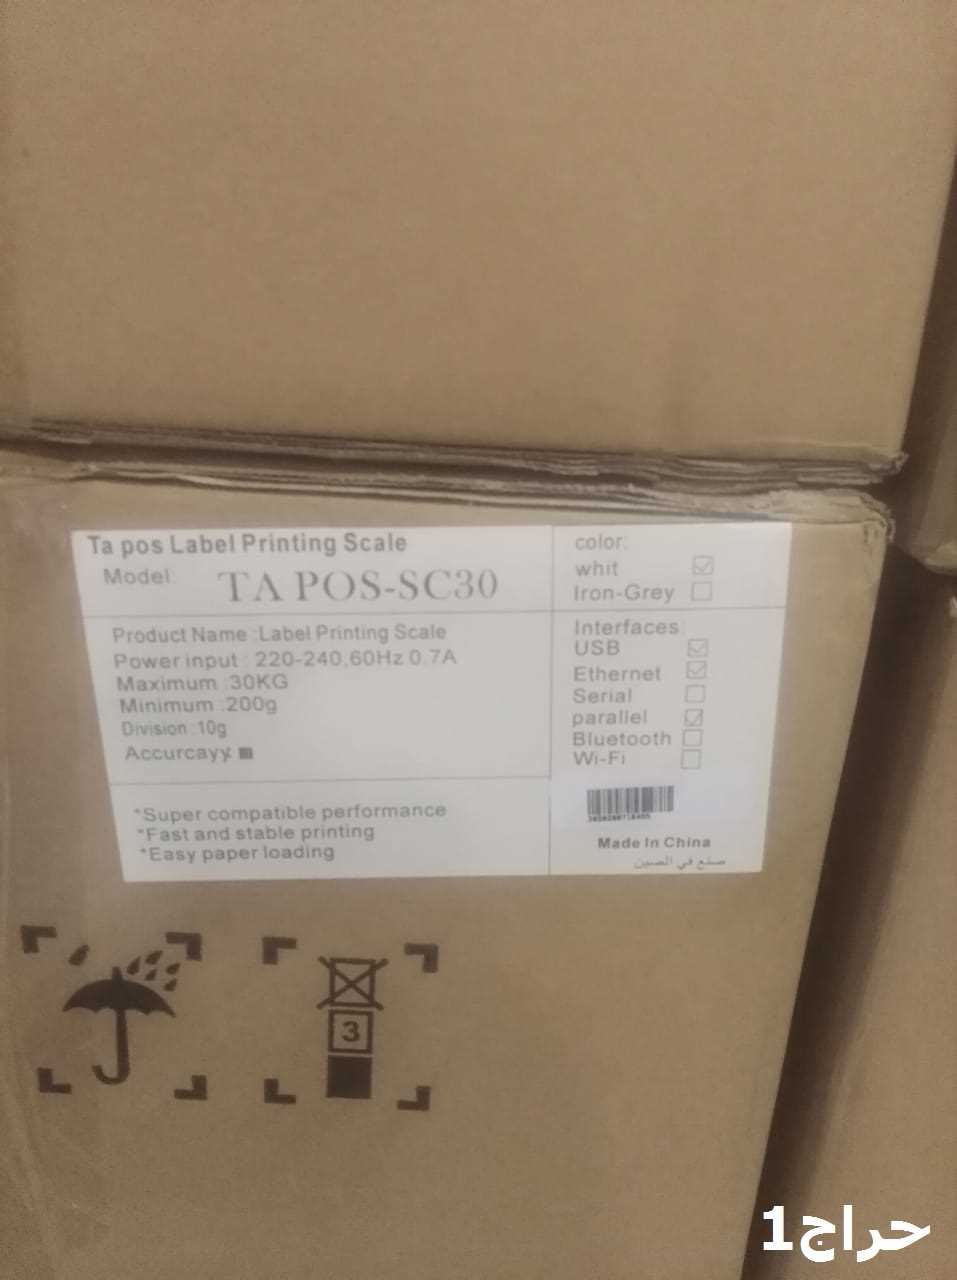 Ta pos Label Printing Scale
Model: TA POS-SC30
Product Name :Label Printing Scale
Power input : 220-240,60Hz 0.7A
Maximum :30KG
Minimum :200g
Division :10g
Accurcayy
*Super compatible performance
*Fast and stable printing
*Easy paper loading
color:
whit ☑
Iron-Grey ☐
Interfaces:
USB ☑
Ethernet ☑
Serial ☐
parallel ☑
Bluetooth ☐
Wi-Fi ☐
Made In China
صنع في الصين
3
حراج1